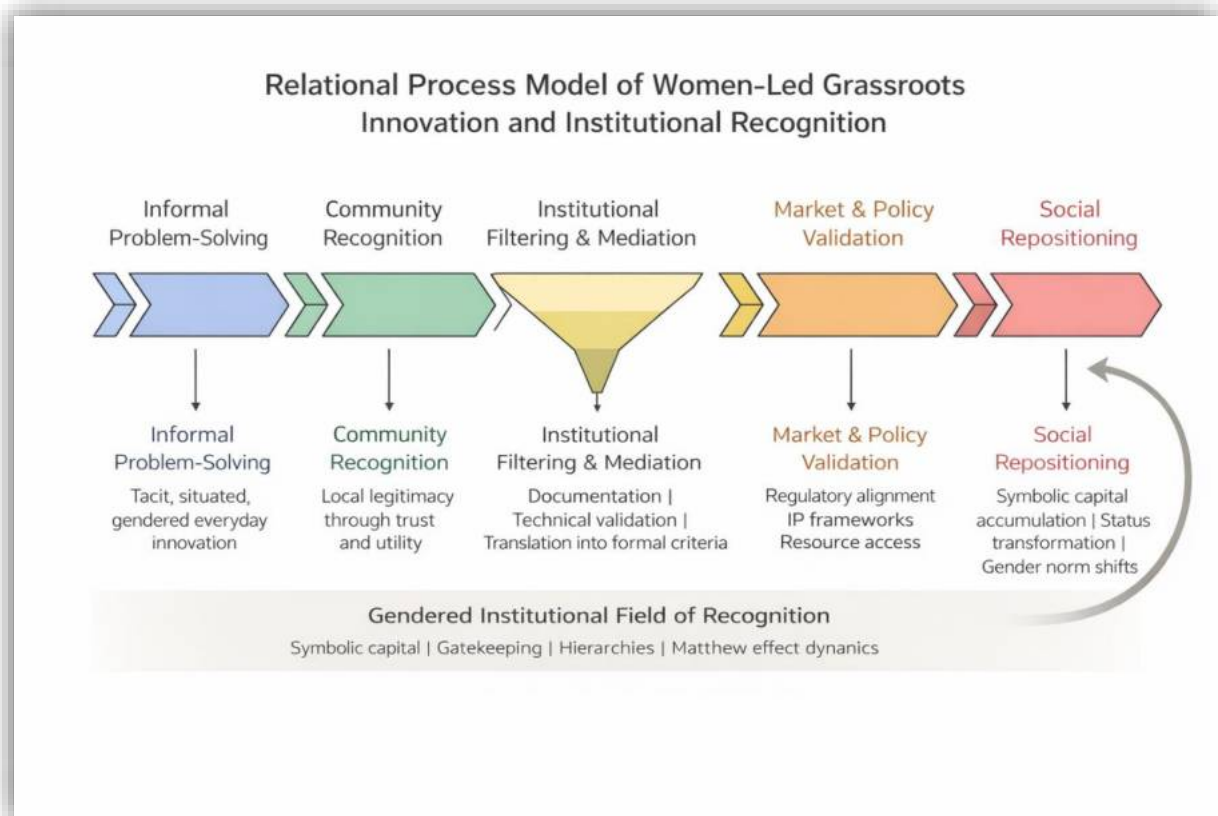 Relational Process Model of Women-Led Grassroots
Innovation and Institutional Recognition
Informal
Problem-Solving
Community
Recognition
Institutional
Filtering & Mediation
Market & Policy
Validation
Social
Repositioning
Informal
Problem-Solving
Tacit, situated,
gendered everyday
innovation
Community
Recognition
Local legitimacy
through trust
and utility
Institutional
Filtering & Mediation
Documentation |
Technical validation |
Translation into formal criteria
Market & Policy
Validation
Regulatory alignment
IP frameworks
Resource access
Social
Repositioning
Symbolic capital
accumulation | Status
transformation |
Gender norm shifts
Gendered Institutional Field of Recognition
Symbolic capital | Gatekeeping | Hierarchies | Matthew effect dynamics